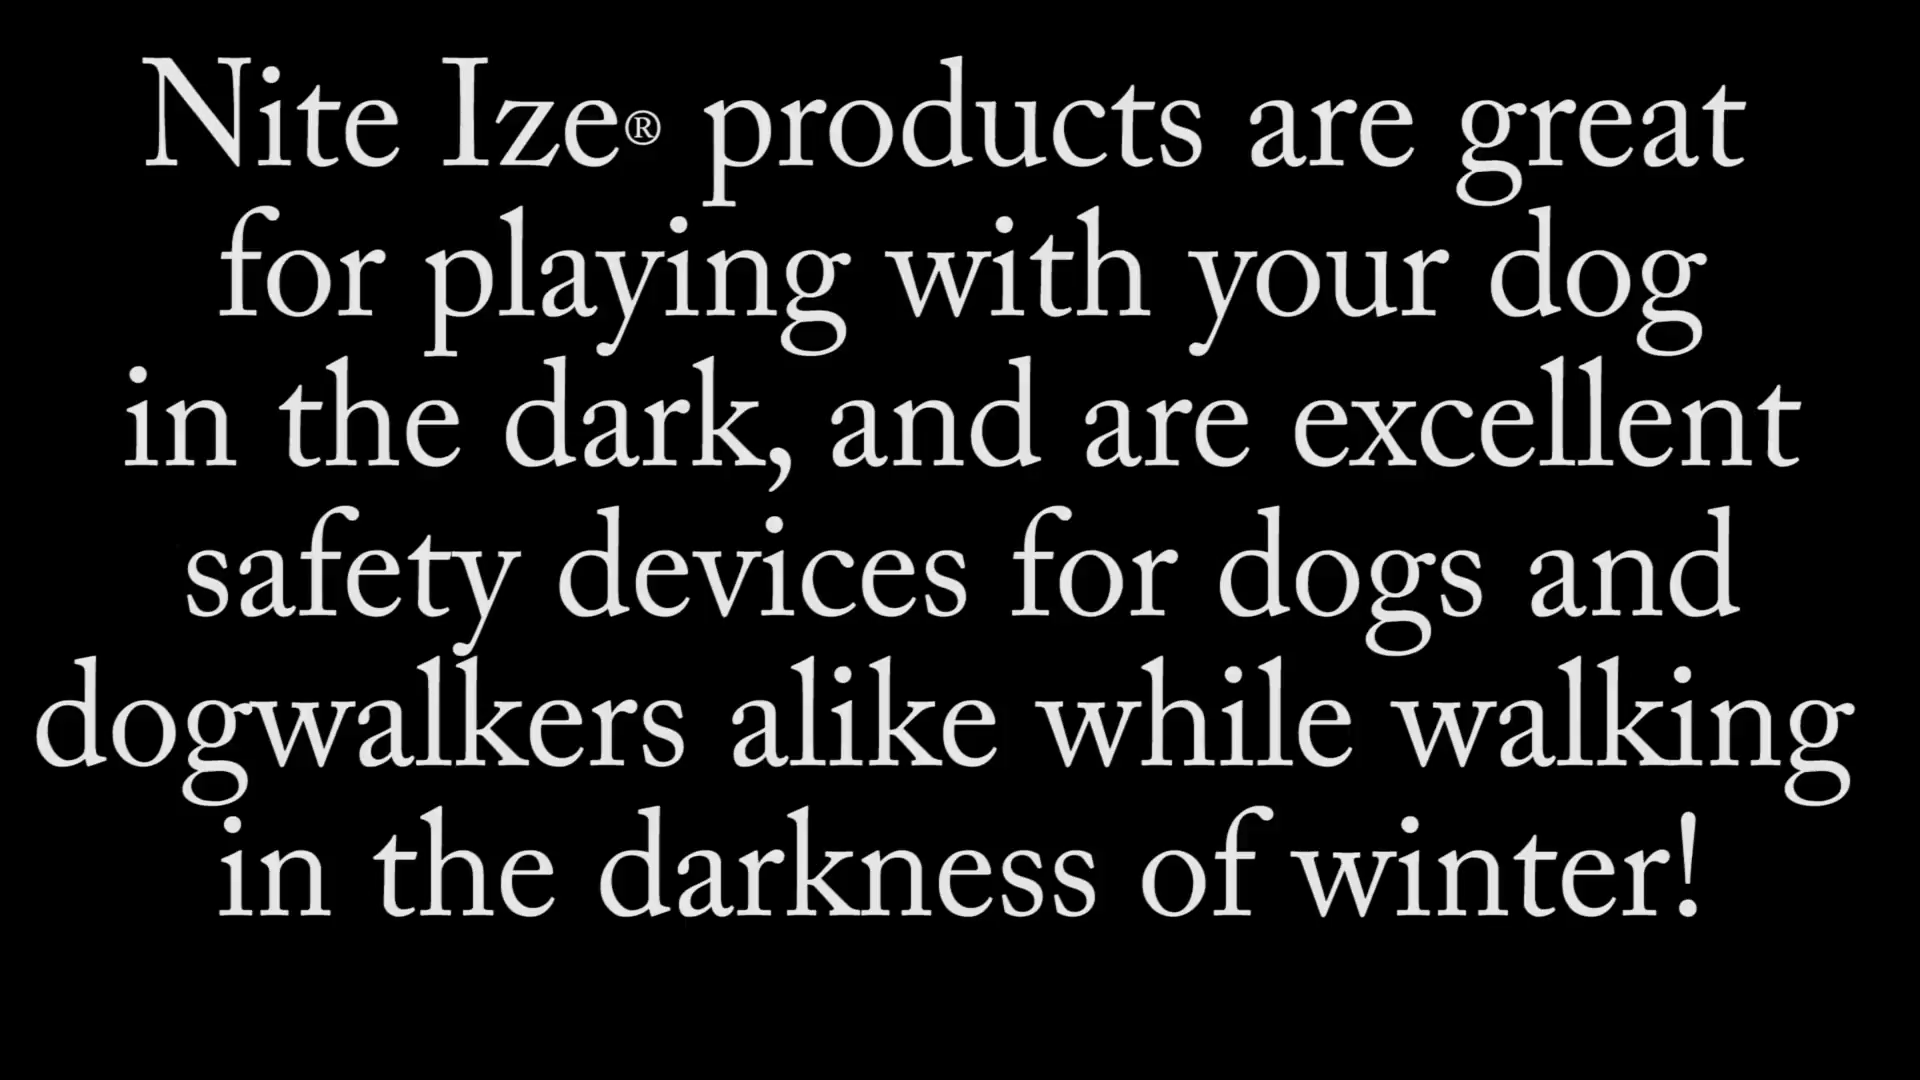 Nite Ize® products are great
for playing with your dog
in the dark, and are excellent
safety devices for dogs and
dogwalkers alike while walking
in the darkness of winter!